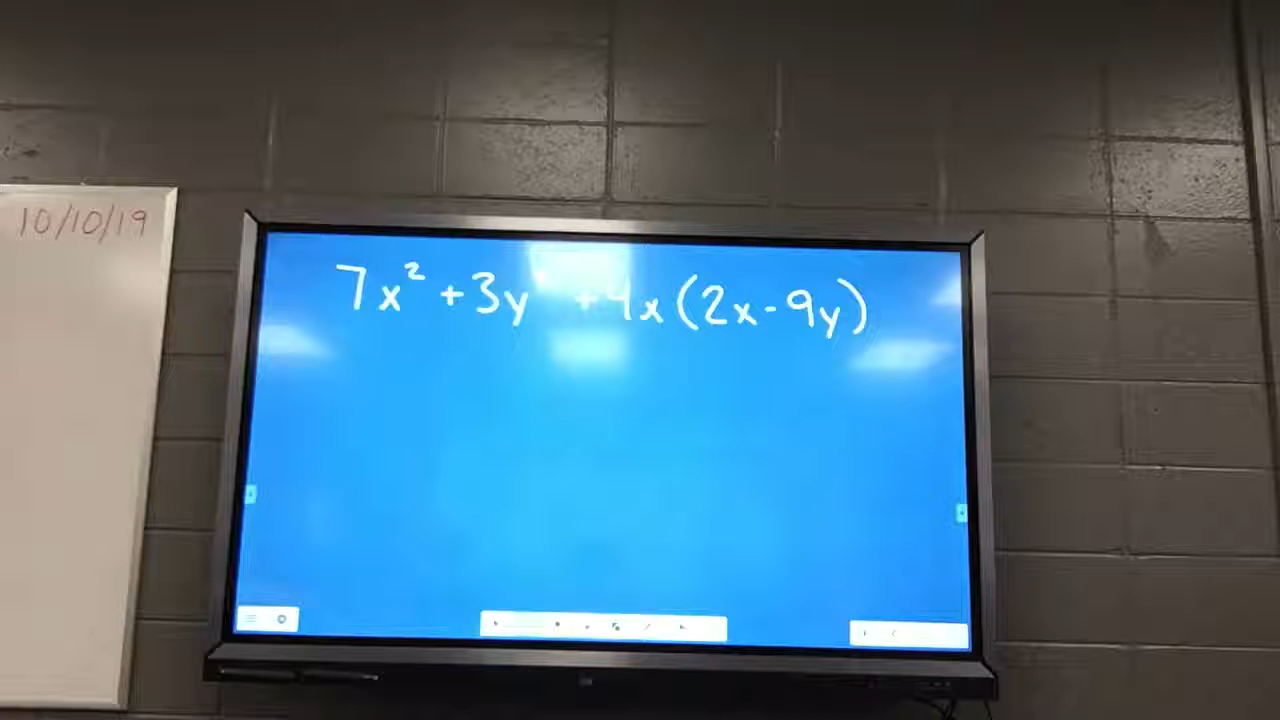 10/10/19
7x² + 3y + 4x(2x-9y)